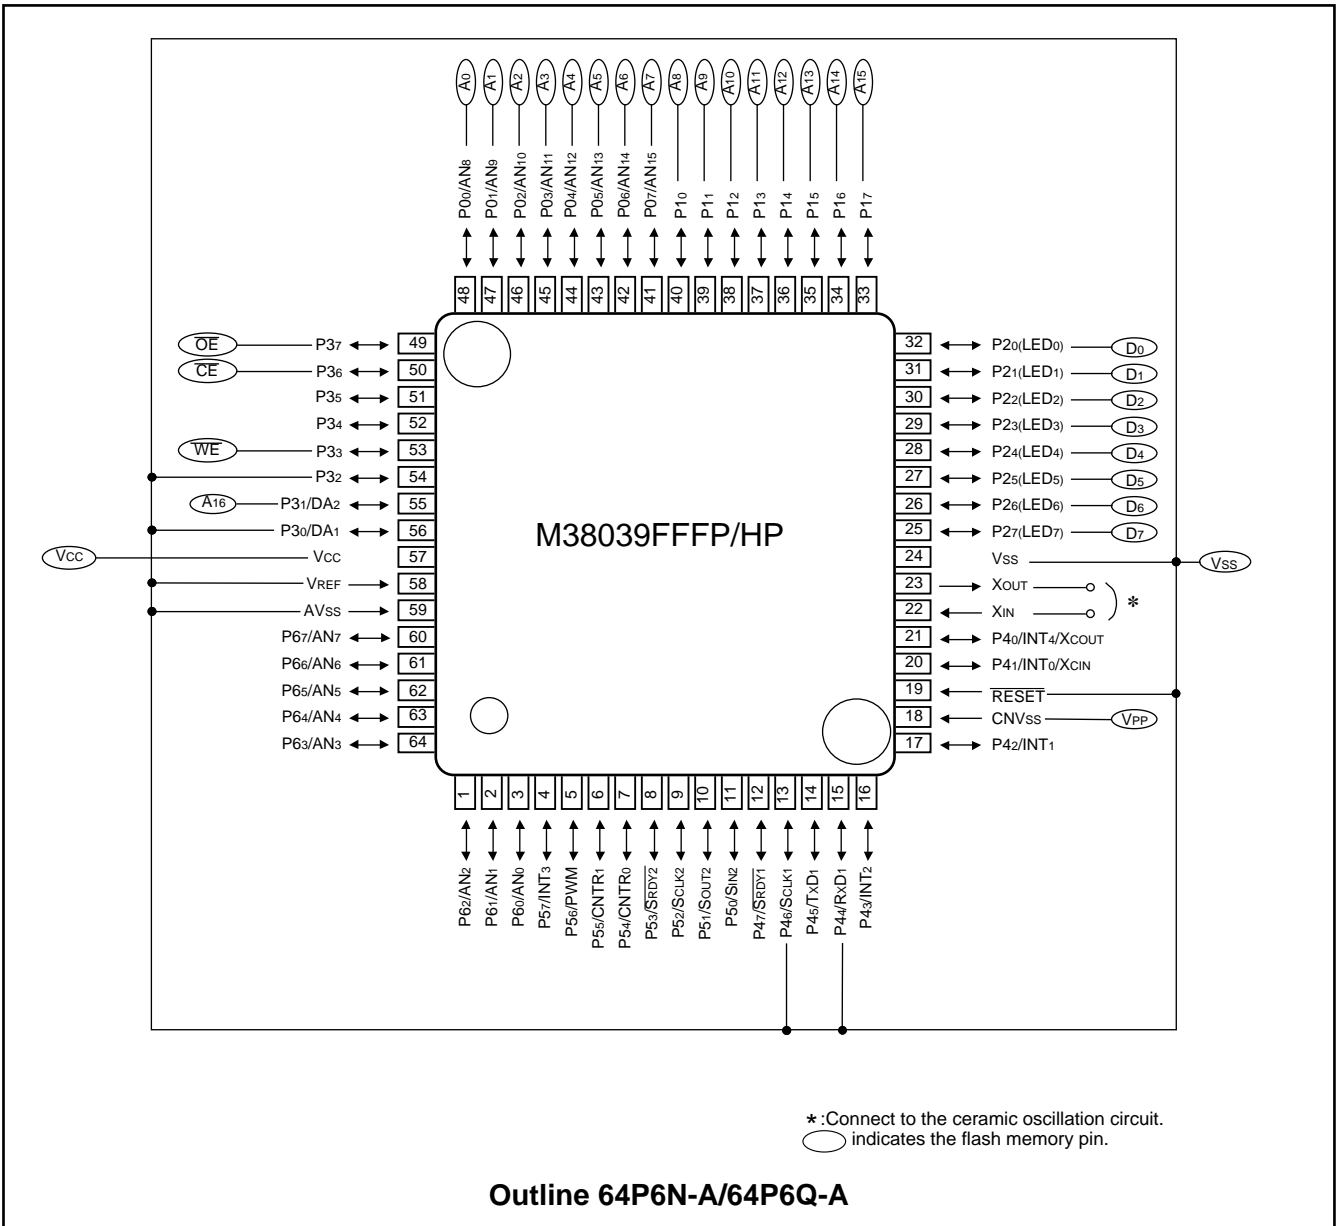 A0 A1 A2 A3 A4 A5 A6 A7 A8 A9 A10 A11 A12 A13 A14 A15
P00/AN8 P01/AN9 P02/AN10 P03/AN11 P04/AN12 P05/AN13 P06/AN14 P07/AN15 P10 P11 P12 P13 P14 P15 P16 P17
48 47 46 45 44 43 42 41 40 39 38 37 36 35 34 33
OE P37 49
CE P36 50
P35 51
P34 52
WE P33 53
P32 54
A16 P31/DA2 55
P30/DA1 56
VCC VCC 57
VREF 58
AVSS 59
P67/AN7 60
P66/AN6 61
P65/AN5 62
P64/AN4 63
P63/AN3 64
M38039FFFP/HP
32 P20(LED0) D0
31 P21(LED1) D1
30 P22(LED2) D2
29 P23(LED3) D3
28 P24(LED4) D4
27 P25(LED5) D5
26 P26(LED6) D6
25 P27(LED7) D7
24 VSS VSS
23 XOUT
22 XIN *
21 P40/INT4/XCOUT
20 P41/INT0/XCIN
19 RESET
18 CNVSS VPP
17 P42/INT1
1 2 3 4 5 6 7 8 9 10 11 12 13 14 15 16
P62/AN2 P61/AN1 P60/AN0 P57/INT3 P56/PWM P55/CNTR1 P54/CNTR0 P53/SRDY2 P52/SCLK2 P51/SOUT2 P50/SIN2 P47/SRDY1 P46/SCLK1 P45/TxD1 P44/RxD1 P43/INT2
* :Connect to the ceramic oscillation circuit.
indicates the flash memory pin.
Outline 64P6N-A/64P6Q-A